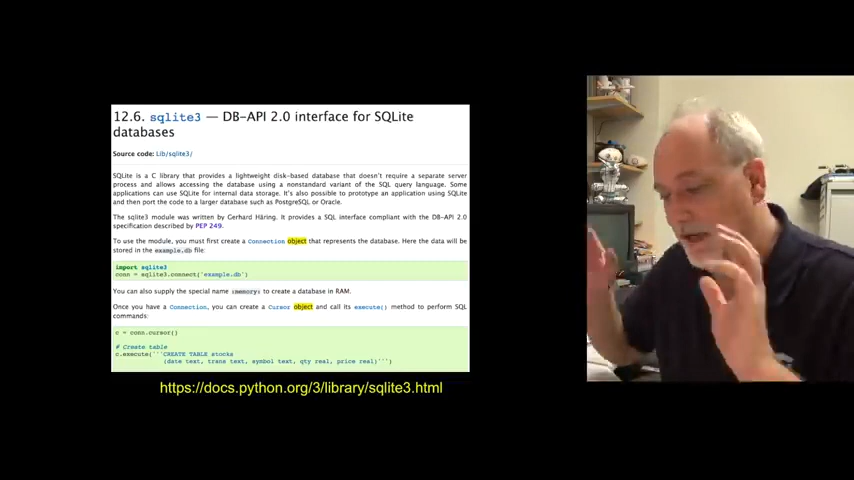 12.6. sqlite3 — DB-API 2.0 interface for SQLite
databases
Source code: Lib/sqlite3/
SQLite is a C library that provides a lightweight disk-based database that doesn't require a separate server
process and allows accessing the database using a nonstandard variant of the SQL query language. Some
applications can use SQLite for internal data storage. It's also possible to prototype an application using SQLite
and then port the code to a larger database such as PostgreSQL or Oracle.
The sqlite3 module was written by Gerhard Häring. It provides a SQL interface compliant with the DB-API 2.0
specification described by PEP 249.
To use the module, you must first create a Connection object that represents the database. Here the data will be
stored in the example.db file:
import sqlite3
conn = sqlite3.connect('example.db')
You can also supply the special name :memory: to create a database in RAM.
Once you have a Connection, you can create a Cursor object and call its execute() method to perform SQL
commands:
c = conn.cursor()
# Create table
c.execute('''CREATE TABLE stocks
(date text, trans text, symbol text, qty real, price real)''')
https://docs.python.org/3/library/sqlite3.html